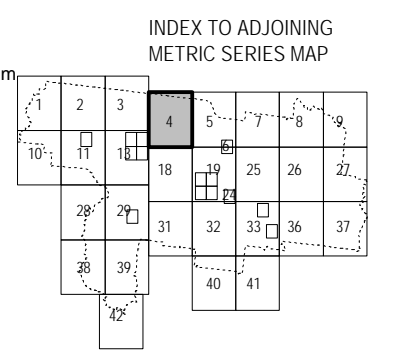 INDEX TO ADJOINING
METRIC SERIES MAP
m
1 2 3 4 5 7 8 9
6
10 11 13 18 19 25 26 27
24
28 29 31 32 33 36 37
38 39 40 41
42